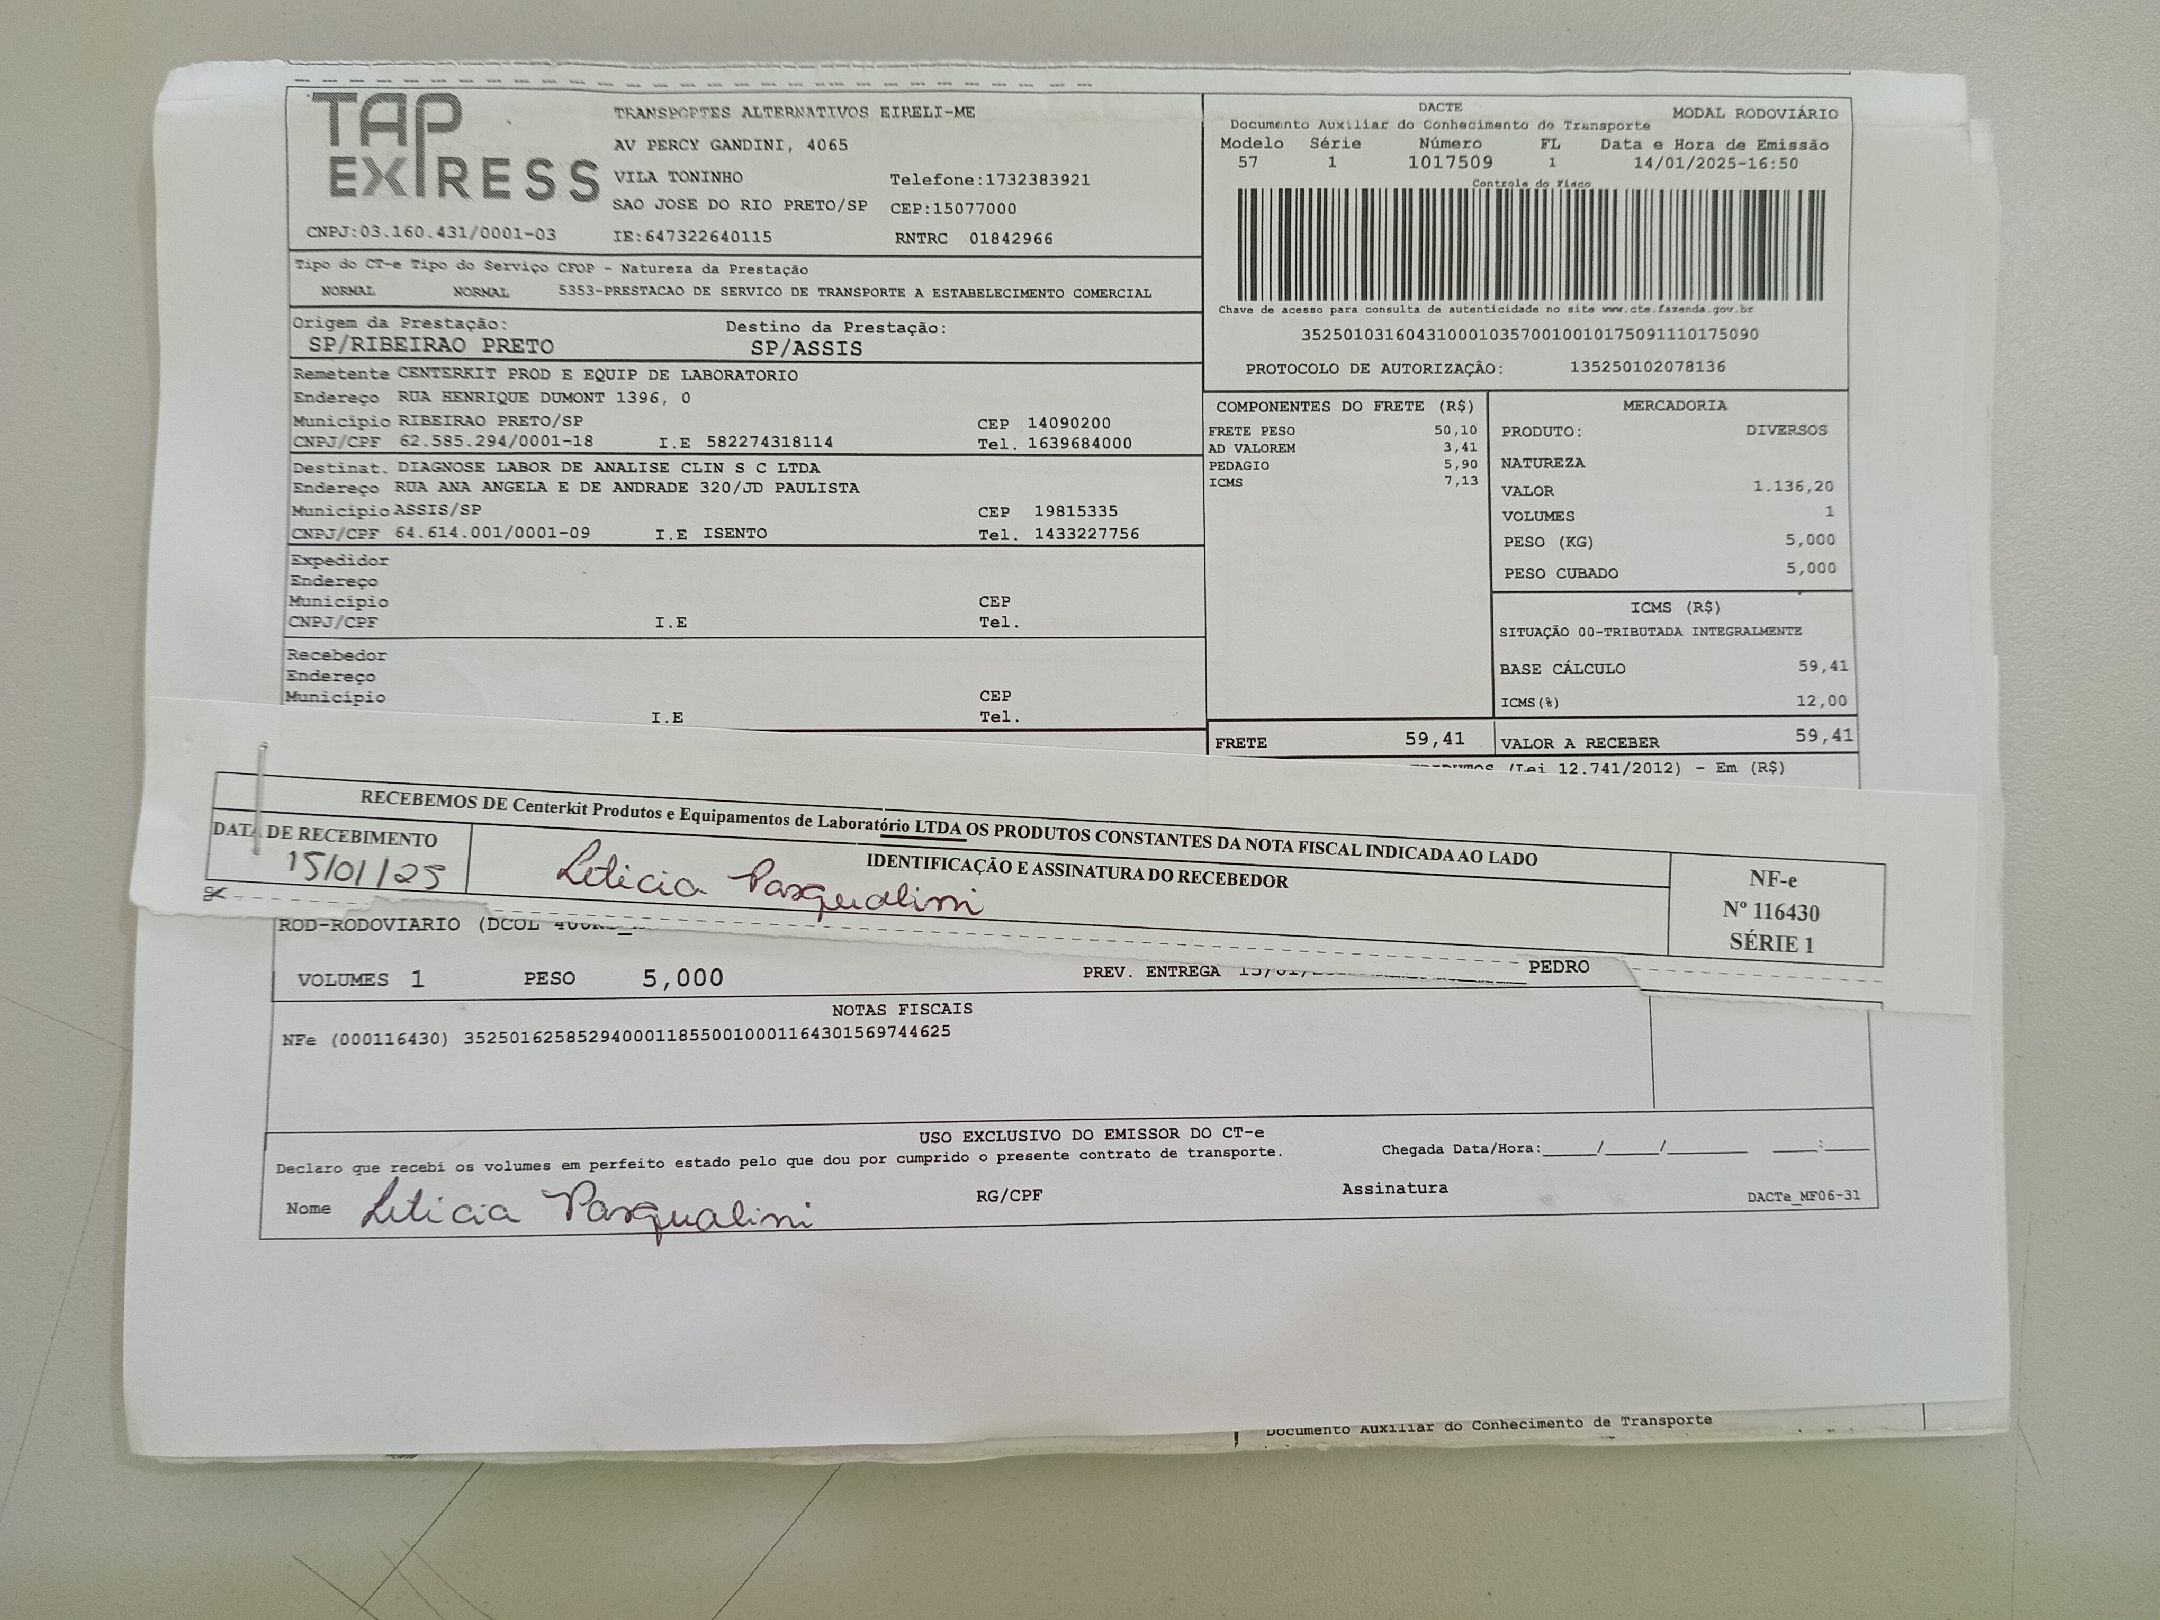 TAP EXPRESS
TRANSPORTES ALTERNATIVOS EIRELI-ME
AV PERCY GANDINI, 4065
VILA TONINHO Telefone:1732383921
SAO JOSE DO RIO PRETO/SP CEP:15077000
CNPJ:03.160.431/0001-03 IE:647322640115 RNTRC 01842966
DACTE MODAL RODOVIÁRIO
Documento Auxiliar do Conhecimento de Transporte
Modelo Série Número FL Data e Hora de Emissão
57 1 1017509 1 14/01/2025-16:50
Controle do Fisco
Chave de acesso para consulta de autenticidade no site www.cte.fazenda.gov.br
35250103160431000103570010010175091110175090
PROTOCOLO DE AUTORIZAÇÃO: 135250102078136
Tipo do CT-e Tipo do Serviço CFOP - Natureza da Prestação
NORMAL NORMAL 5353-PRESTACAO DE SERVICO DE TRANSPORTE A ESTABELECIMENTO COMERCIAL
Origem da Prestação: Destino da Prestação:
SP/RIBEIRAO PRETO SP/ASSIS
Remetente CENTERKIT PROD E EQUIP DE LABORATORIO
Endereço RUA HENRIQUE DUMONT 1396, 0
Município RIBEIRAO PRETO/SP CEP 14090200
CNPJ/CPF 62.585.294/0001-18 I.E 582274318114 Tel. 1639684000
Destinat. DIAGNOSE LABOR DE ANALISE CLIN S C LTDA
Endereço RUA ANA ANGELA E DE ANDRADE 320/JD PAULISTA
Município ASSIS/SP CEP 19815335
CNPJ/CPF 64.614.001/0001-09 I.E ISENTO Tel. 1433227756
Expedidor
Endereço
Município CEP
CNPJ/CPF I.E Tel.
Recebedor
Endereço
Município CEP
I.E Tel.
COMPONENTES DO FRETE (R$)
FRETE PESO 50,10
AD VALOREM 3,41
PEDAGIO 5,90
ICMS 7,13
FRETE 59,41
MERCADORIA
PRODUTO: DIVERSOS
NATUREZA
VALOR 1.136,20
VOLUMES 1
PESO (KG) 5,000
PESO CUBADO 5,000
ICMS (R$)
SITUAÇÃO 00-TRIBUTADA INTEGRALMENTE
BASE CÁLCULO 59,41
ICMS(%) 12,00
VALOR A RECEBER 59,41
(Lei 12.741/2012) - Em (R$)
RECEBEMOS DE Centerkit Produtos e Equipamentos de Laboratório LTDA OS PRODUTOS CONSTANTES DA NOTA FISCAL INDICADA AO LADO
DATA DE RECEBIMENTO IDENTIFICAÇÃO E ASSINATURA DO RECEBEDOR
15/01/25 Leticia Pasqualini
NF-e
Nº 116430
SÉRIE 1
ROD-RODOVIARIO (DCOL
VOLUMES 1 PESO 5,000 PREV. ENTREGA PEDRO
NOTAS FISCAIS
NFe (000116430) 35250162585294000118550010001164301569744625
USO EXCLUSIVO DO EMISSOR DO CT-e
Declaro que recebi os volumes em perfeito estado pelo que dou por cumprido o presente contrato de transporte. Chegada Data/Hora:_____/_____/_______ ____:____
Nome Leticia Pasqualini RG/CPF Assinatura DACTe_MF06-31
Documento Auxiliar do Conhecimento de Transporte